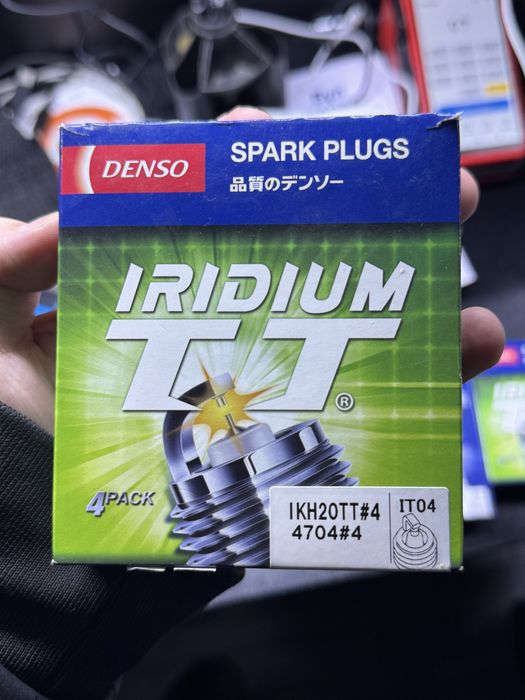 DENSO
SPARK PLUGS
品質のデンソー
IRIDIUM
TT®
4PACK
IKH20TT#4
4704#4
IT04